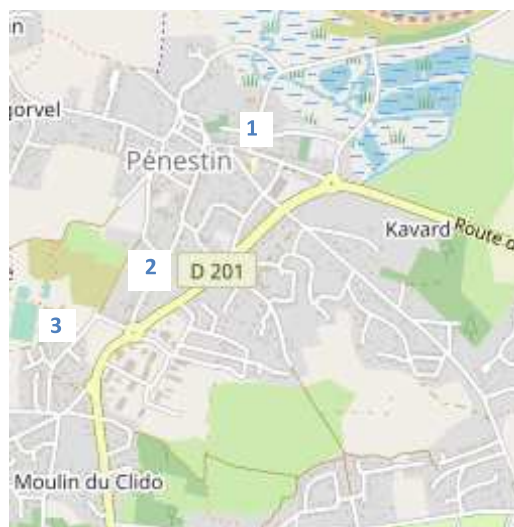 n
gorvel
1
Pénestin
Kavard
Route d
2
D 201
e
3
Moulin du Clido